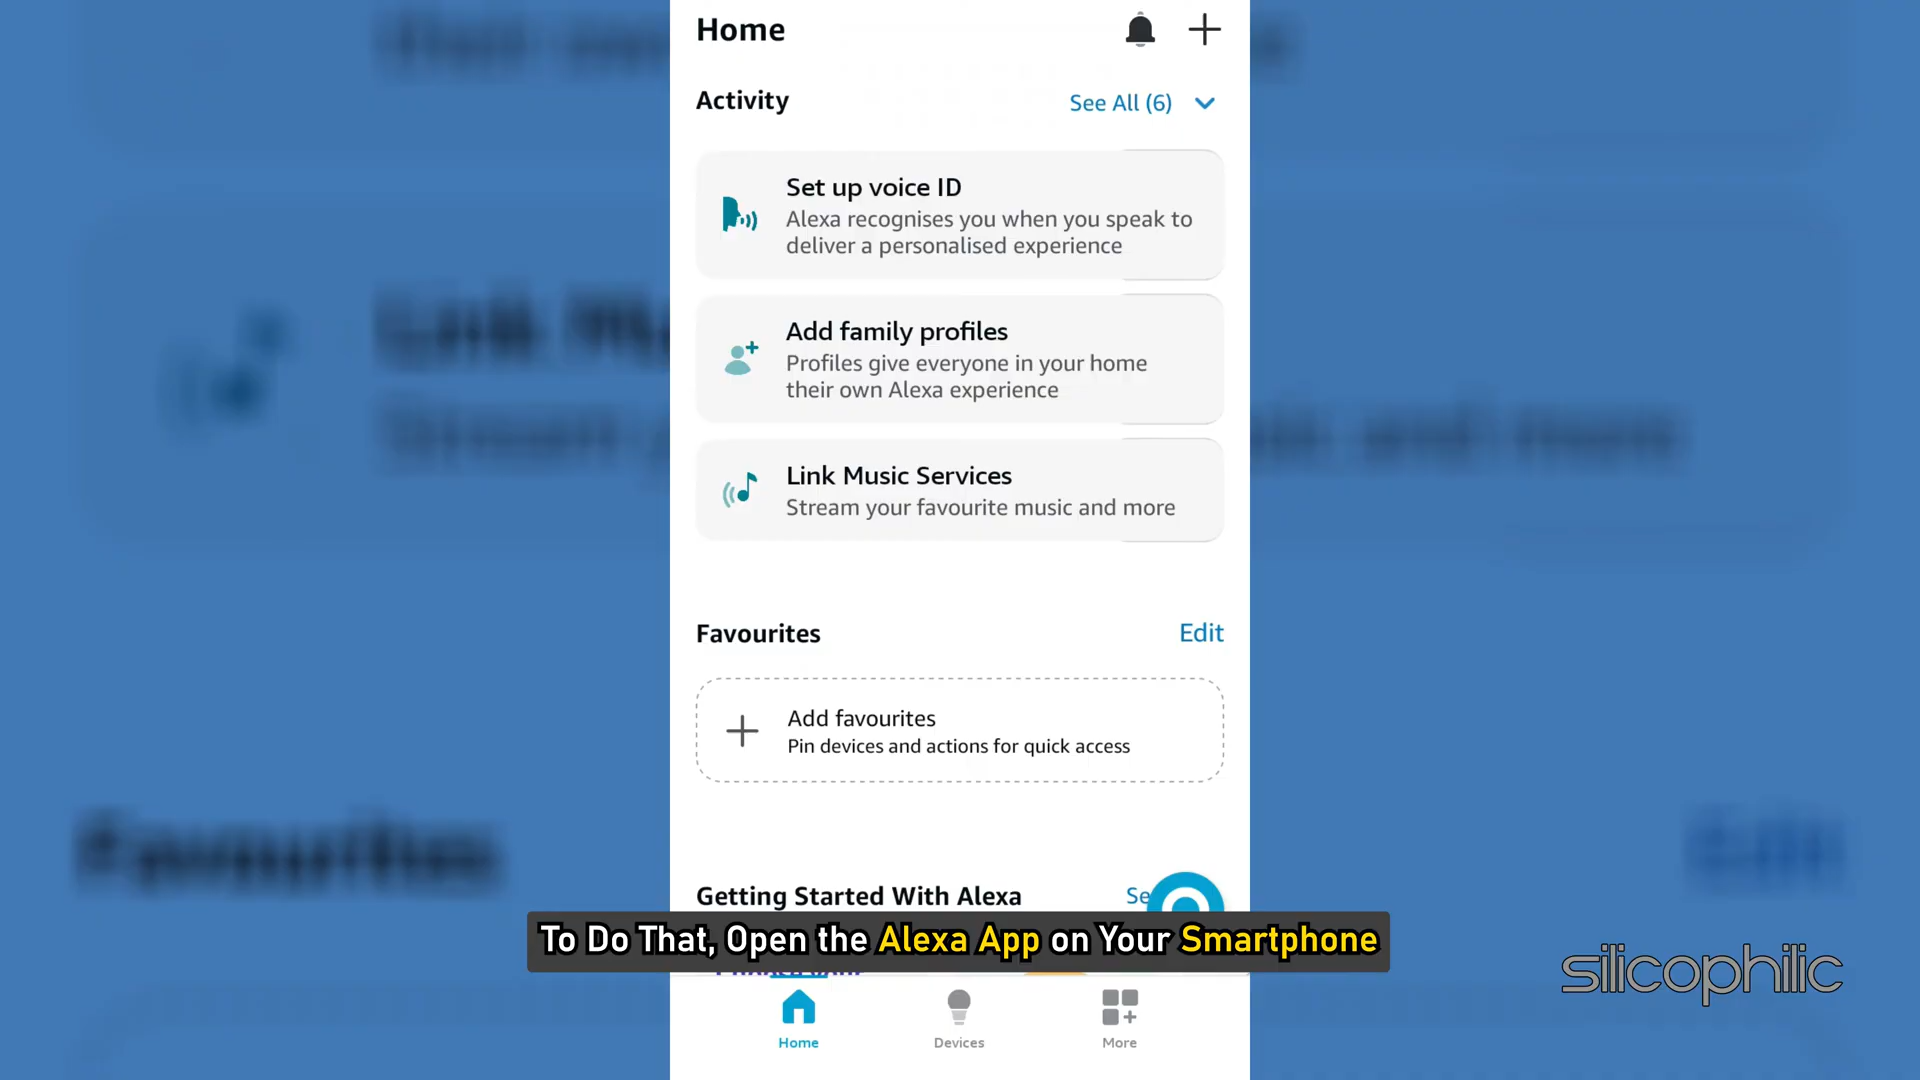 Home
Activity
See All (6)
Set up voice ID
Alexa recognises you when you speak to
deliver a personalised experience
Add family profiles
Profiles give everyone in your home
their own Alexa experience
Link Music Services
Stream your favourite music and more
Favourites
Edit
Add favourites
Pin devices and actions for quick access
Getting Started With Alexa
Se
To Do That, Open the Alexa App on Your Smartphone
silicophilic
Home
Devices
More